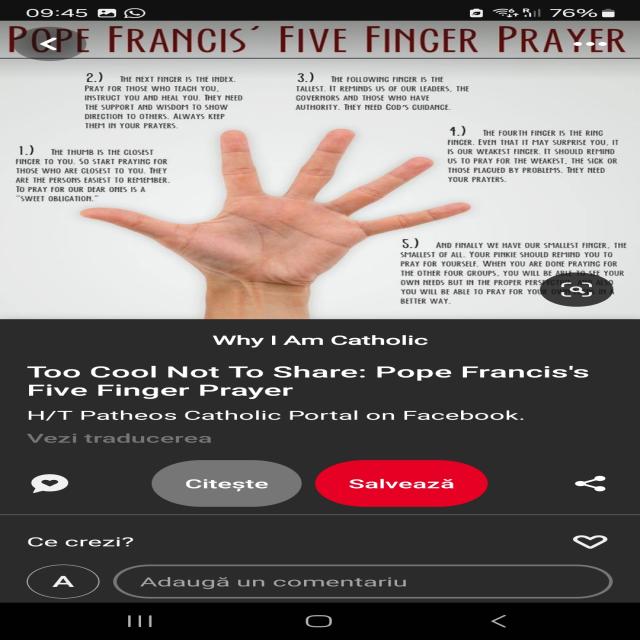 09:45
76%
Pope Francis´ Five Finger Prayer
2.) The next finger is the index.
Pray for those who teach you,
instruct you and heal you. They need
the support and wisdom to show
direction to others. Always keep
them in your prayers.
3.) The following finger is the
tallest. It reminds us of our leaders, the
governors and those who have
authority. They need God's guidance.
1.) The thumb is the closest
finger to you. So start praying for
those who are closest to you. They
are the persons easiest to remember.
To pray for our dear ones is a
"sweet obligation."
4.) The fourth finger is the ring
finger. Even that it may surprise you, it
is our weakest finger. It should remind
us to pray for the weakest, the sick or
those plagued by problems. They need
your prayers.
5.) And finally we have our smallest finger, the
smallest of all. Your pinkie should remind you to
pray for yourself. When you are done praying for
the other four groups, you will be able to see your
own needs but in the proper also
you will be able to pray for your in a
better way.
Why I Am Catholic
Too Cool Not To Share: Pope Francis's
Five Finger Prayer
H/T Patheos Catholic Portal on Facebook.
Vezi traducerea
Citește
Salvează
Ce crezi?
A
Adaugă un comentariu